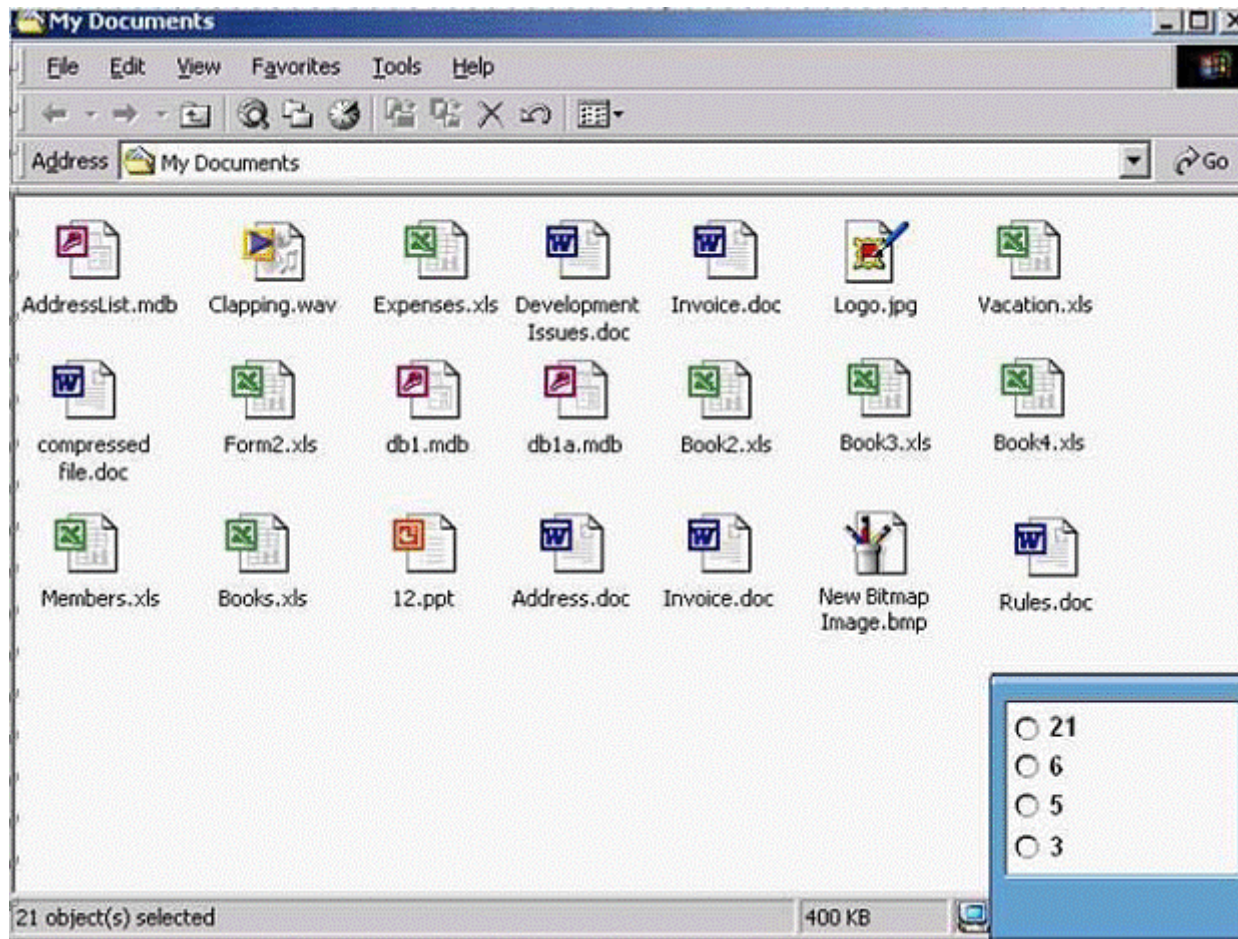 My Documents
File Edit View Favorites Tools Help
Address My Documents Go
AddressList.mdb Clapping.wav Expenses.xls Development Issues.doc Invoice.doc Logo.jpg Vacation.xls
compressed file.doc Form2.xls db1.mdb db1a.mdb Book2.xls Book3.xls Book4.xls
Members.xls Books.xls 12.ppt Address.doc Invoice.doc New Bitmap Image.bmp Rules.doc
21
6
5
3
21 object(s) selected 400 KB